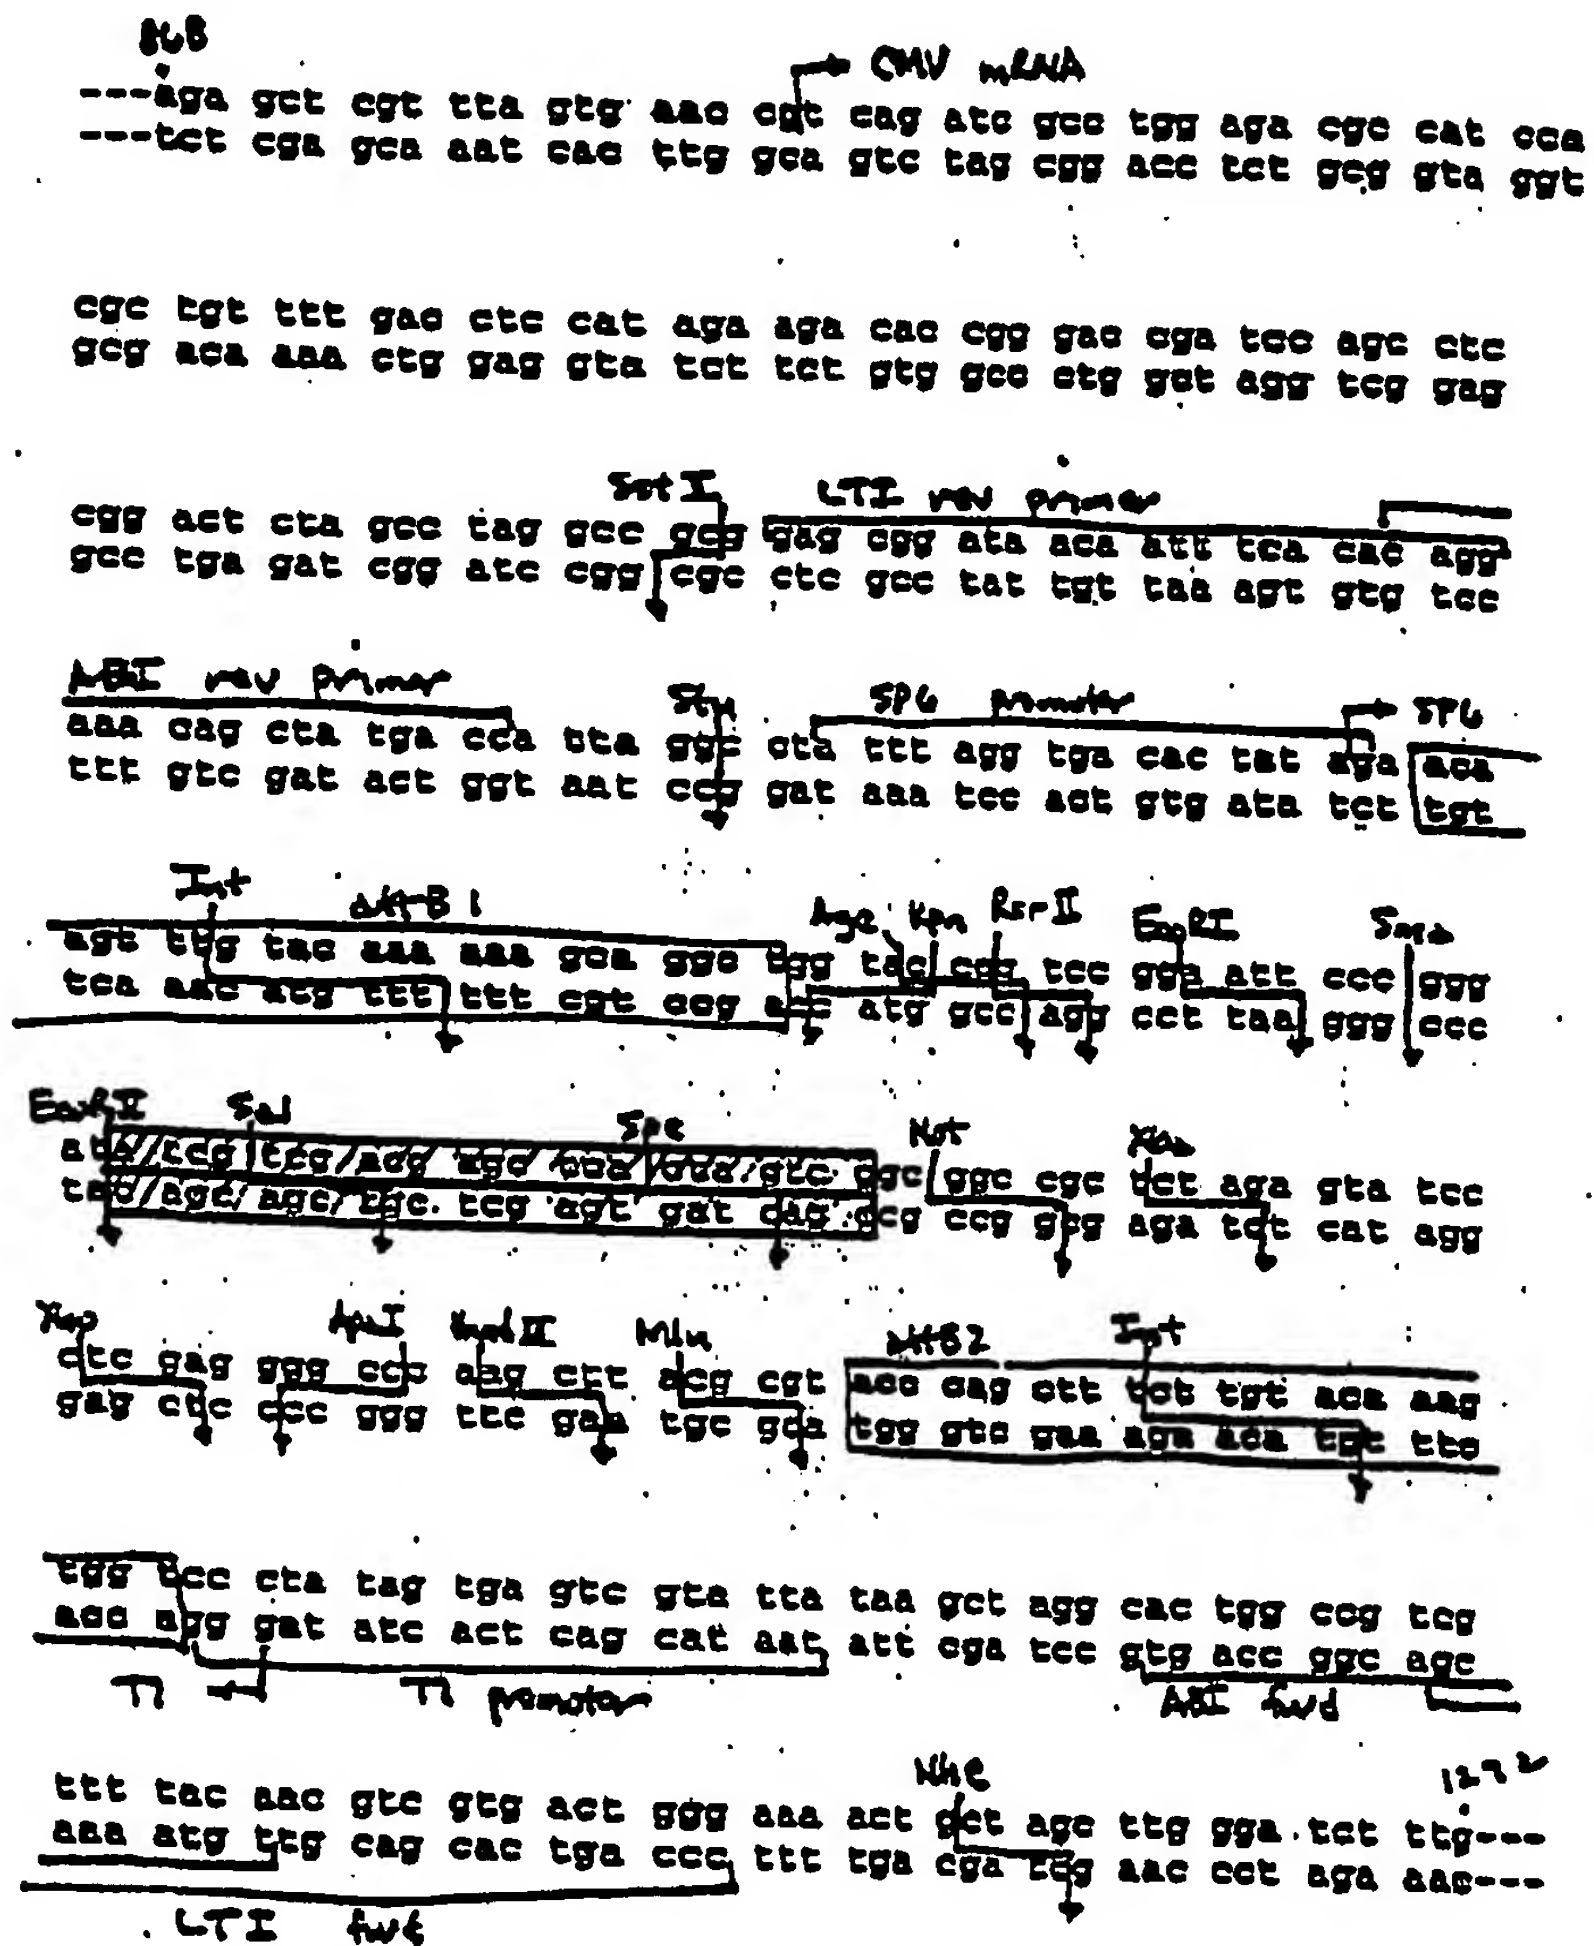 CMV mRNA
---aga gct cgt tta gtg aac cgt cag atc gcc tgg aga cgc cat cca
---tct cga gca aat cac ttg gca gtc tag cgg acc tct gcg gta ggt
cgc tgt ttt gac ctc cat aga aga cac cgg gac cga tcc agc ctc
gcg aca aaa ctg gag gta tct tct gtg gcc ctg gct agg tcg gag
Sst I LTI rev primer
cgg act cta gcc tag gcc gcg gag cgg ata aca att tca cac agg
gcc tga gat cgg atc cgg cgc ctc gcc tat tgt taa agt gtg tcc
ABI rev primer Stu SP6 promoter SP6
aaa cag cta tga cca tta ggc cta ttt agg tga cac tat aga aca
ttt gtc gat act ggt aat ccg gat aaa tcc act gtg ata tct tgt
Int attB1 Age Kpn RsrII EcoRI Sma
agt ttg tac aaa aaa gca ggc tgg tac cgg tcc gga att ccc ggg
tca aac atg ttt ttt cgt ccg acc atg gcc agg cct taa ggg ccc
EcoRV Sal Spe Not Xba
ata tcg tcg acg agc tca cta gtc ggc ggc cgc tct aga gta tcc
tac agc agc tgc tcg agt gat cag ccg ccg gcg aga tct cat agg
Xho ApaI HindIII Mlu attB2 Int
ctc gag ggg ccc aag ctt acg cgt acc cag ctt tct tgt aca aag
gag ctc ccc ggg ttc gaa tgc gca tgg gtc gaa aga aca tgt ttc
tgg tcc cta tag tga gtc gta tta taa gct agg cac tgg ccg tcg
acc agg gat atc act cag cat aat att cga tcc gtg acc ggc agc
T7 T7 promoter ABI fwd
Nhe 1272
ttt tac aac gtc gtg act ggg aaa act gct agc ttg gga tct ttg---
aaa atg ttg cag cac tga ccc ttt tga cga tcg aac cct aga aac---
LTI fwd